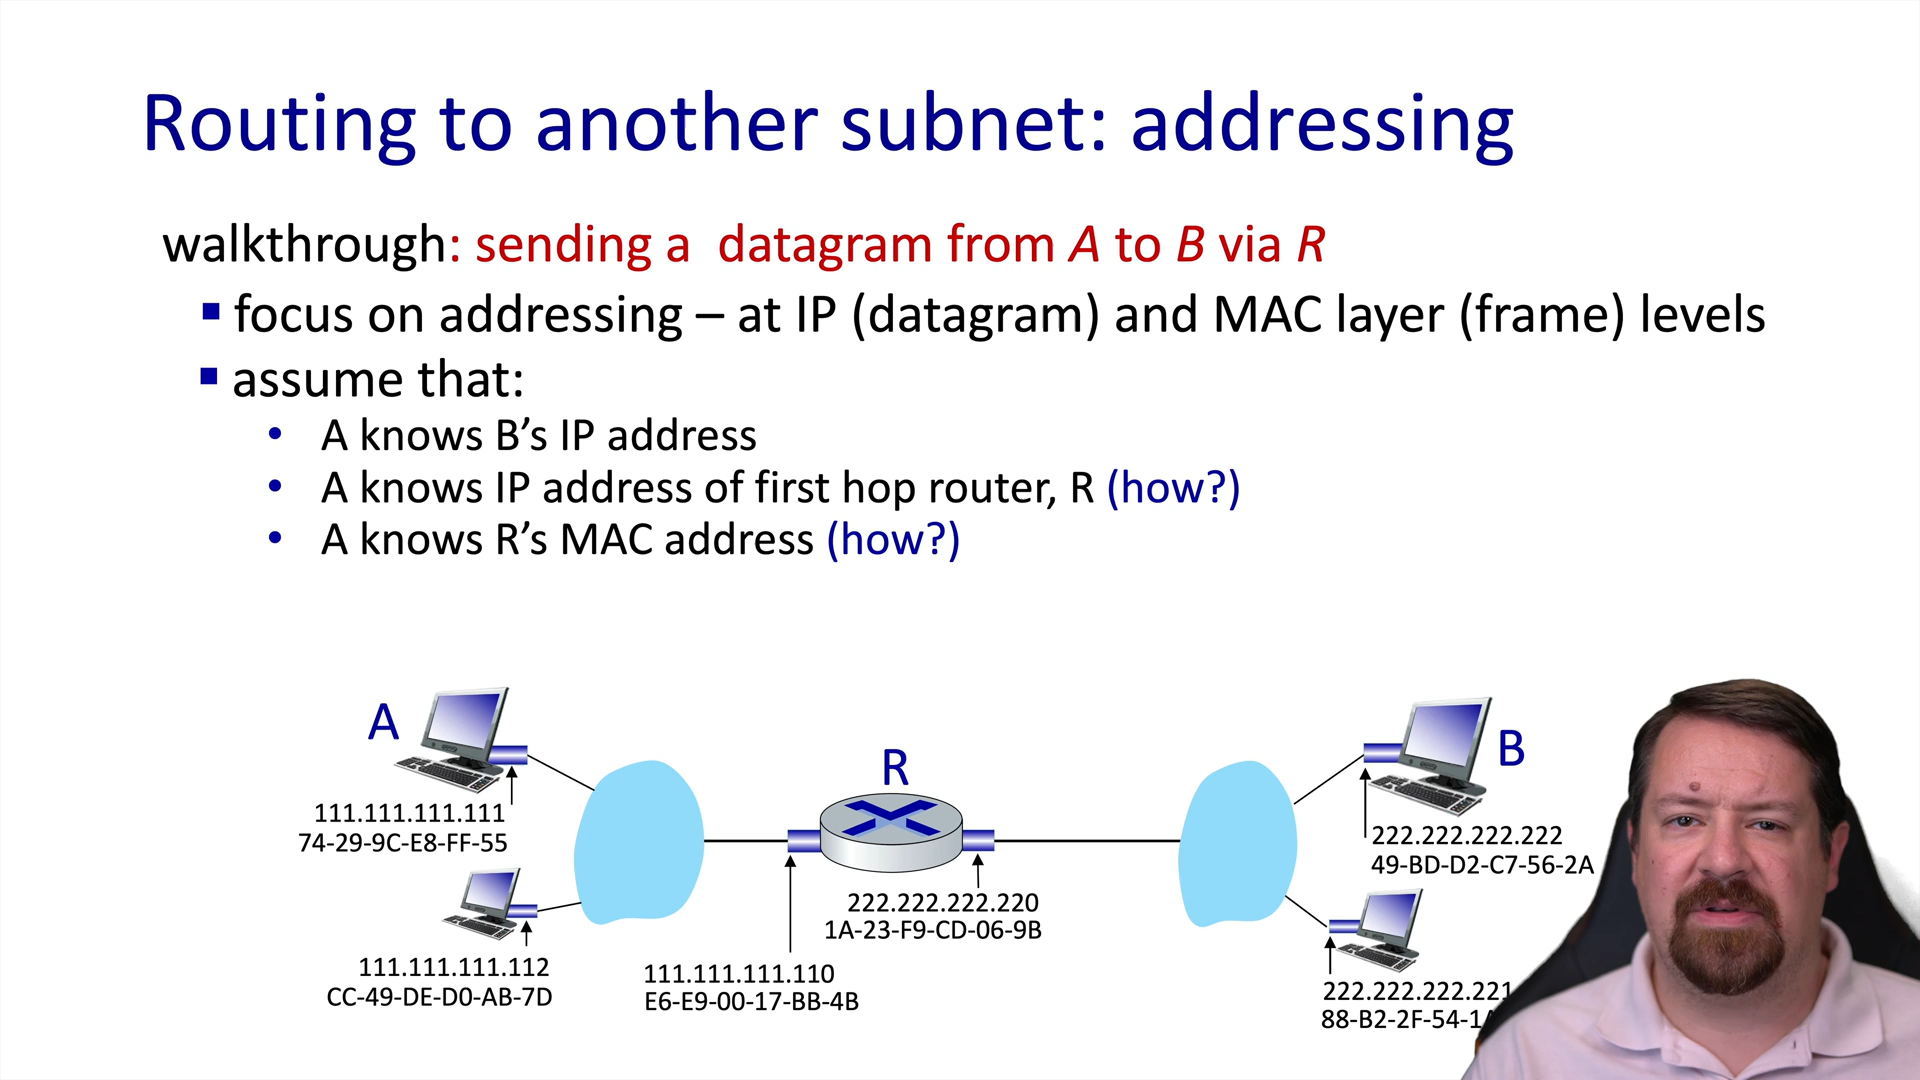 Routing to another subnet: addressing
walkthrough: sending a datagram from A to B via R
focus on addressing – at IP (datagram) and MAC layer (frame) levels
assume that:
A knows B’s IP address
A knows IP address of first hop router, R (how?)
A knows R’s MAC address (how?)
A
111.111.111.111
74-29-9C-E8-FF-55
111.111.111.112
CC-49-DE-D0-AB-7D
R
222.222.222.220
1A-23-F9-CD-06-9B
111.111.111.110
E6-E9-00-17-BB-4B
B
222.222.222.222
49-BD-D2-C7-56-2A
222.222.222.221